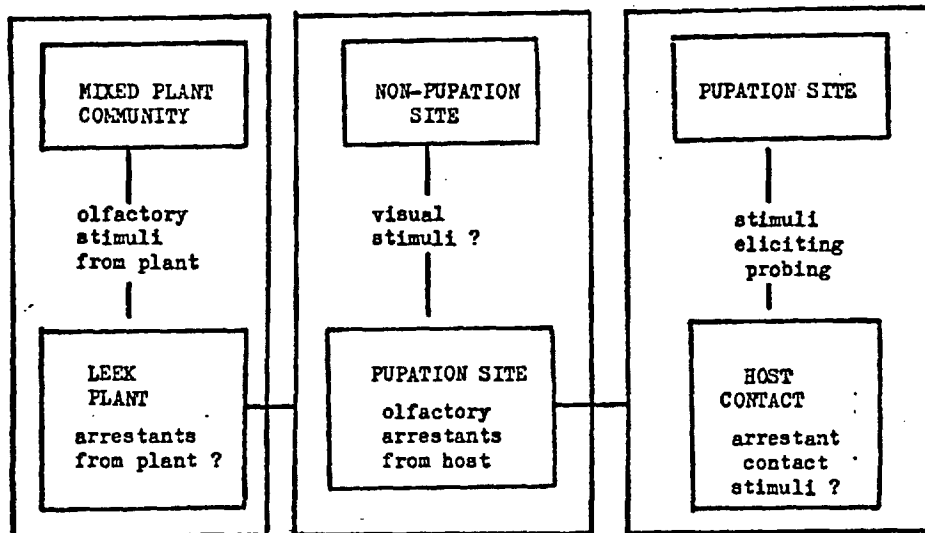 MIXED PLANT
COMMUNITY
olfactory
stimuli
from plant
LEEK
PLANT
arrestants
from plant ?
NON-PUPATION
SITE
visual
stimuli ?
PUPATION SITE
olfactory
arrestants
from host
PUPATION SITE
stimuli
eliciting
probing
HOST
CONTACT
arrestant
contact
stimuli ?